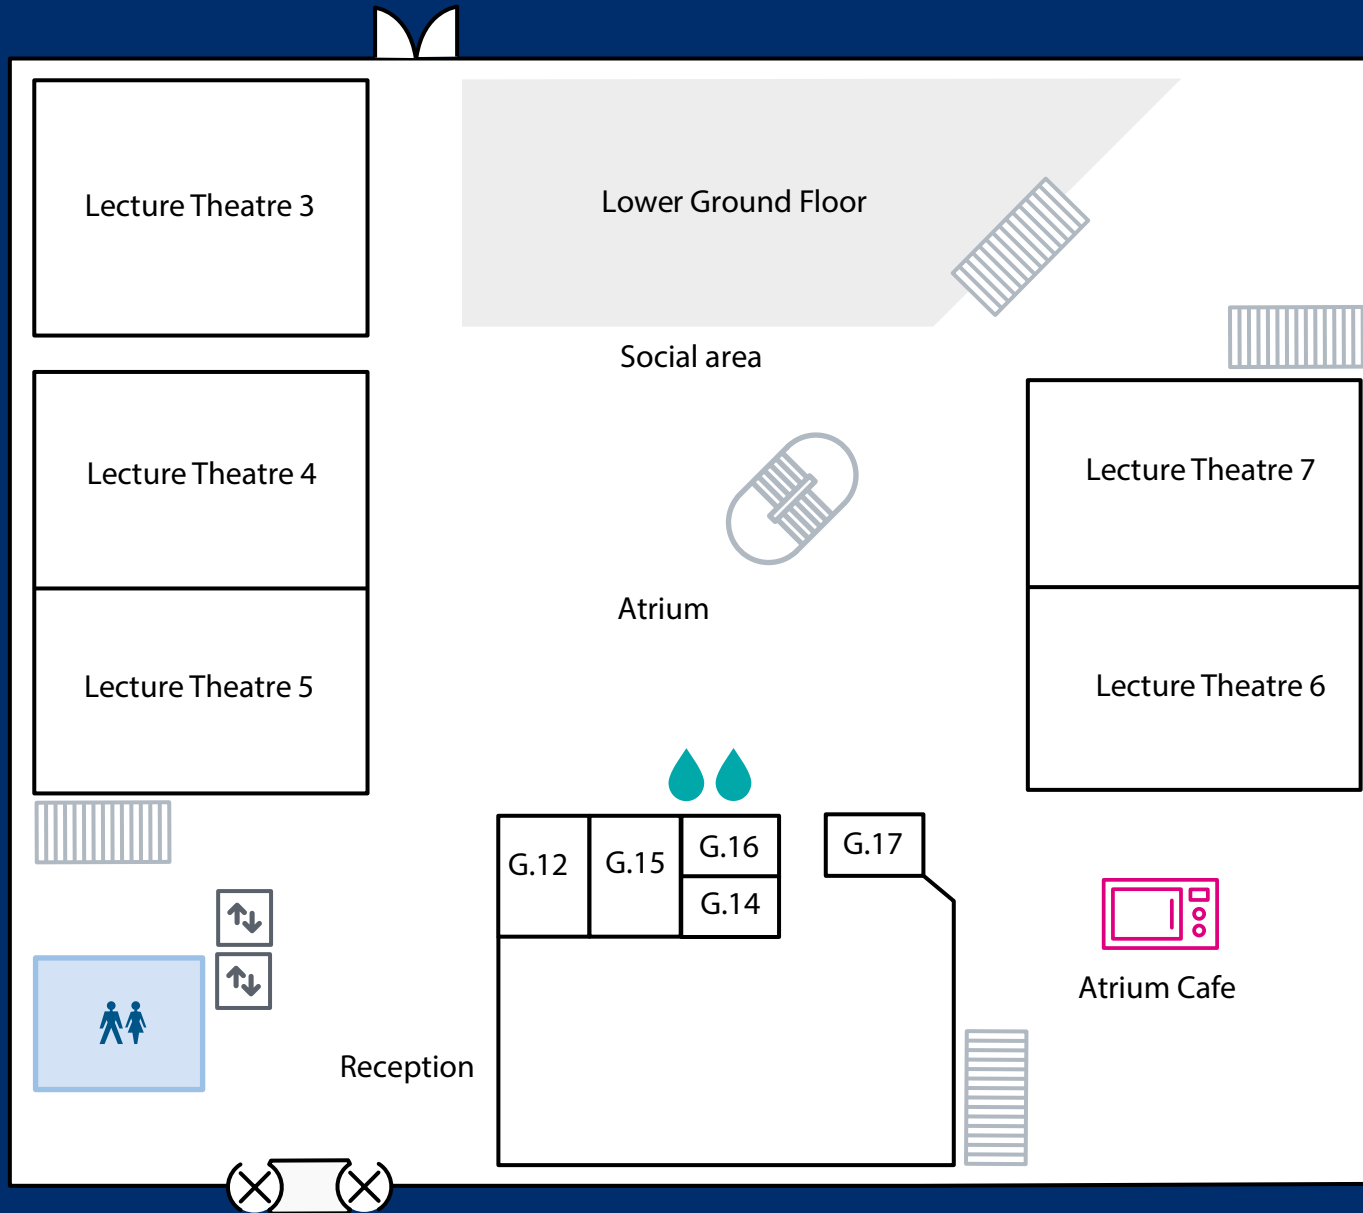 Lecture Theatre 3
Lower Ground Floor
Social area
Lecture Theatre 4
Lecture Theatre 7
Atrium
Lecture Theatre 5
Lecture Theatre 6
G.12
G.15
G.16
G.17
G.14
Atrium Cafe
Reception